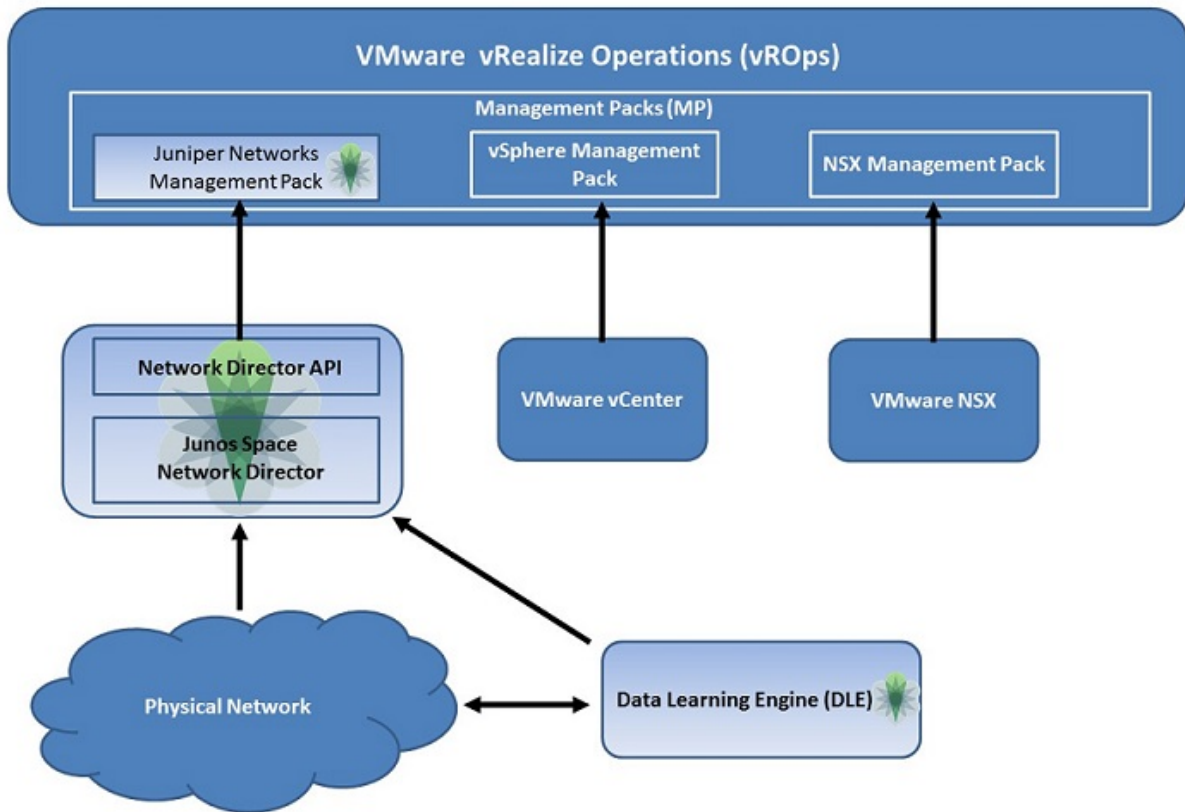 VMware vRealize Operations (vROps)
Management Packs (MP)
Juniper Networks
Management Pack
vSphere Management
Pack
NSX Management Pack
Network Director API
Junos Space
Network Director
VMware vCenter
VMware NSX
Physical Network
Data Learning Engine (DLE)